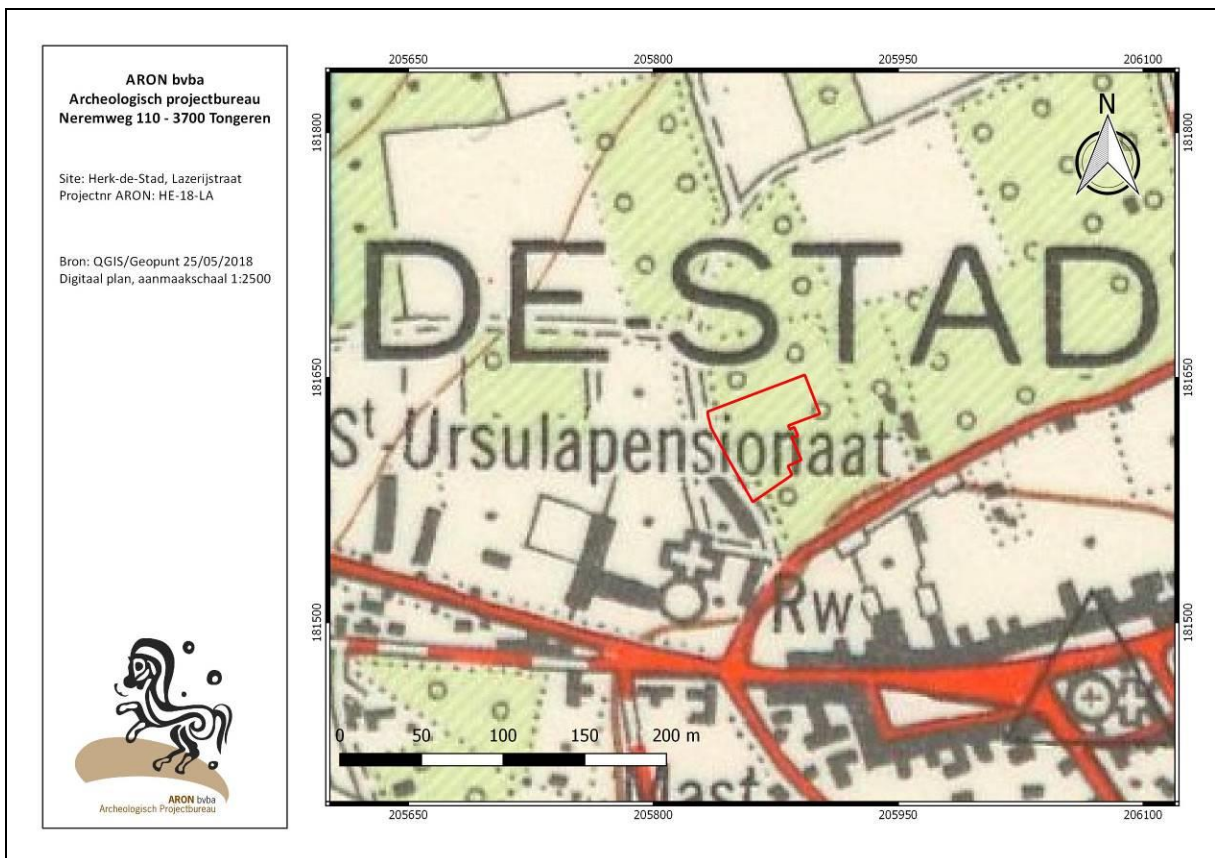 ARON bvba
Archeologisch projectbureau
Neremweg 110 - 3700 Tongeren
Site: Herk-de-Stad, Lazerijstraat
Projectnr ARON: HE-18-LA
Bron: QGIS/Geopunt 25/05/2018
Digitaal plan, aanmaakschaal 1:2500
ARON bvba
Archeologisch Projectbureau
205650 205800 205950 206100
181800 181800
N
DE STAD
181650 181650
St Ursulapensionaat
181500 181500
Rw
0 50 100 150 200 m
Mast
205650 205800 205950 206100